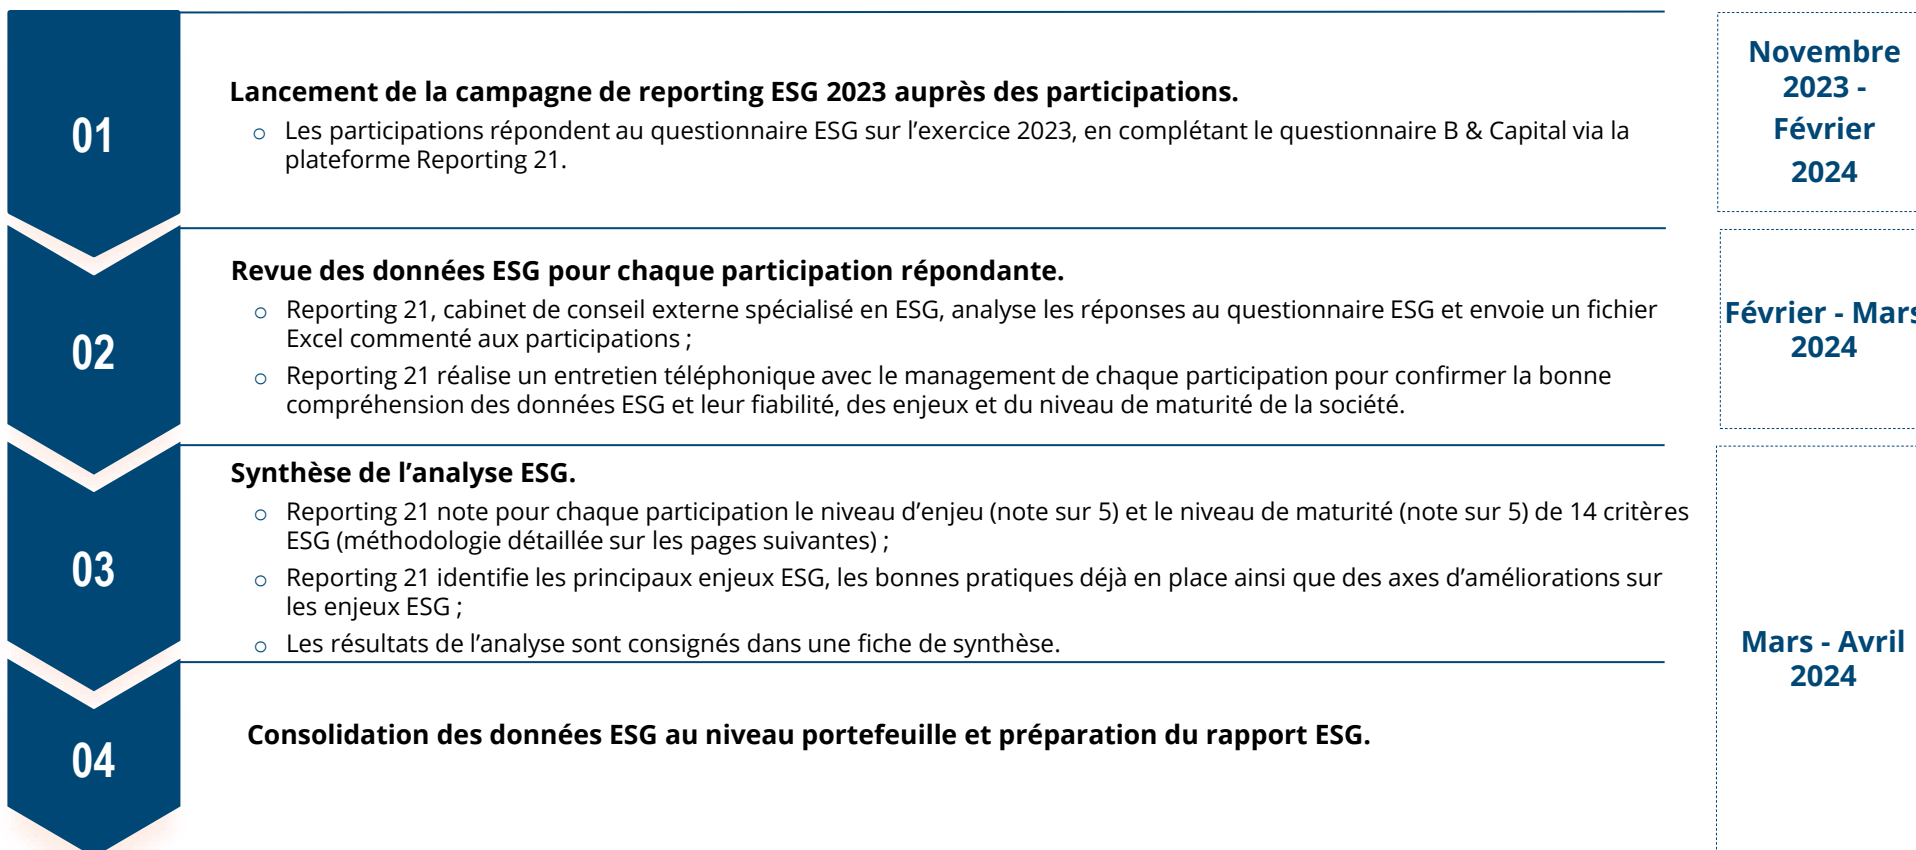 01
Lancement de la campagne de reporting ESG 2023 auprès des participations.
o Les participations répondent au questionnaire ESG sur l’exercice 2023, en complétant le questionnaire B & Capital via la
plateforme Reporting 21.
Novembre
2023 -
Février
2024
02
Revue des données ESG pour chaque participation répondante.
o Reporting 21, cabinet de conseil externe spécialisé en ESG, analyse les réponses au questionnaire ESG et envoie un fichier
Excel commenté aux participations ;
o Reporting 21 réalise un entretien téléphonique avec le management de chaque participation pour confirmer la bonne
compréhension des données ESG et leur fiabilité, des enjeux et du niveau de maturité de la société.
Février - Mars
2024
03
Synthèse de l’analyse ESG.
o Reporting 21 note pour chaque participation le niveau d’enjeu (note sur 5) et le niveau de maturité (note sur 5) de 14 critères
ESG (méthodologie détaillée sur les pages suivantes) ;
o Reporting 21 identifie les principaux enjeux ESG, les bonnes pratiques déjà en place ainsi que des axes d’améliorations sur
les enjeux ESG ;
o Les résultats de l’analyse sont consignés dans une fiche de synthèse.
Mars - Avril
2024
04
Consolidation des données ESG au niveau portefeuille et préparation du rapport ESG.